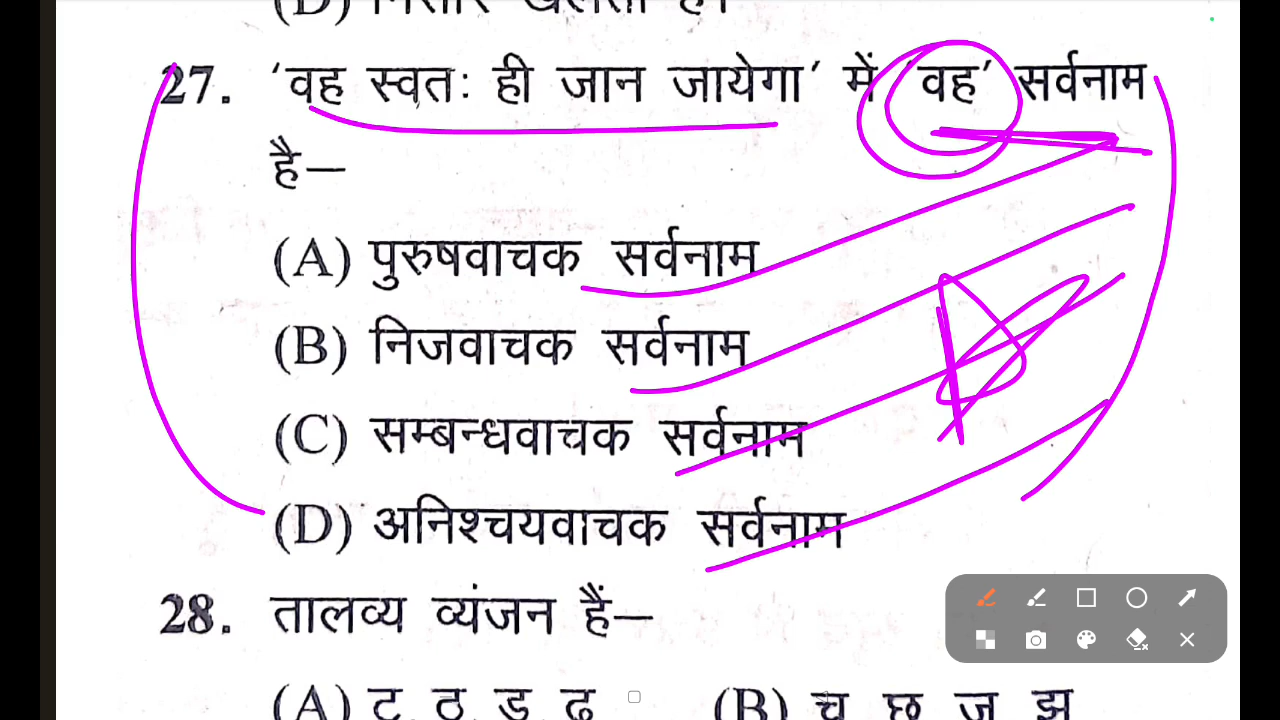 27. ‘वह स्वतः ही जान जायेगा’ में ‘वह’ सर्वनाम
है—
(A) पुरुषवाचक सर्वनाम
(B) निजवाचक सर्वनाम
(C) सम्बन्धवाचक सर्वनाम
(D) अनिश्चयवाचक सर्वनाम
28. तालव्य व्यंजन हैं—
(A) ट ठ ड ढ (B) च छ ज झ